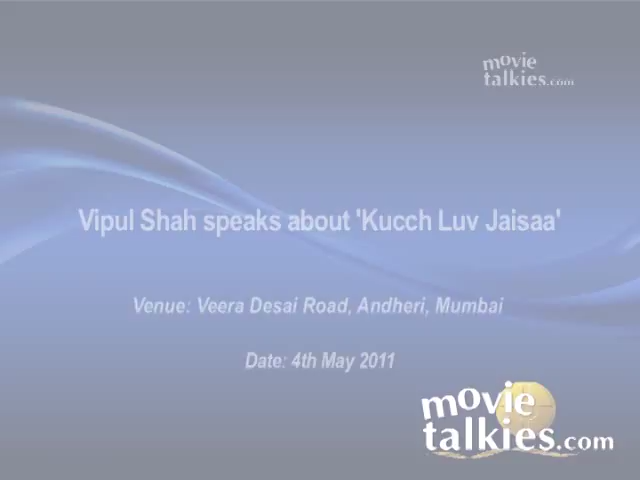 movie
talkies.com
Vipul Shah speaks about 'Kucch Luv Jaisaa'
Venue: Veera Desai Road, Andheri, Mumbai
Date: 4th May 2011
movie
talkies.com